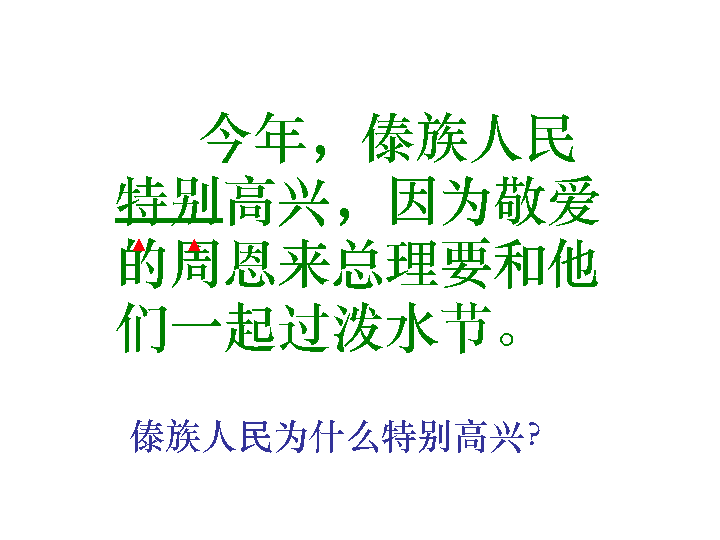 今年，傣族人民
特别高兴，因为敬爱
的周恩来总理要和他
们一起过泼水节。
傣族人民为什么特别高兴?